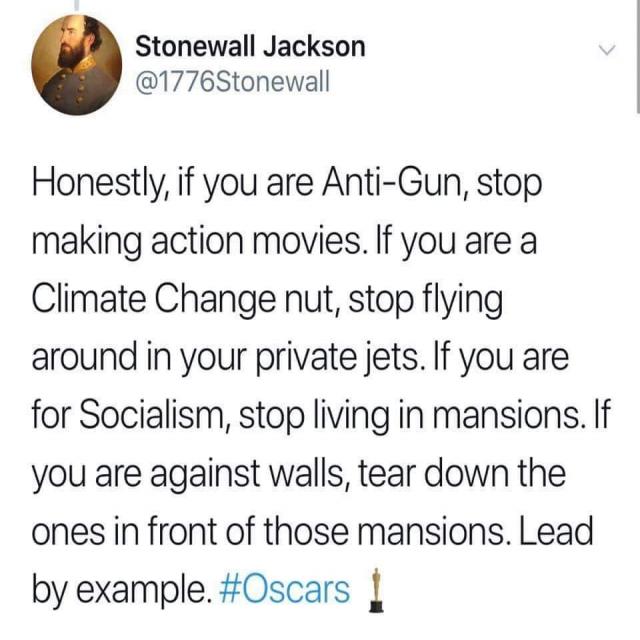 Stonewall Jackson
@1776Stonewall
Honestly, if you are Anti-Gun, stop
making action movies. If you are a
Climate Change nut, stop flying
around in your private jets. If you are
for Socialism, stop living in mansions. If
you are against walls, tear down the
ones in front of those mansions. Lead
by example. #Oscars